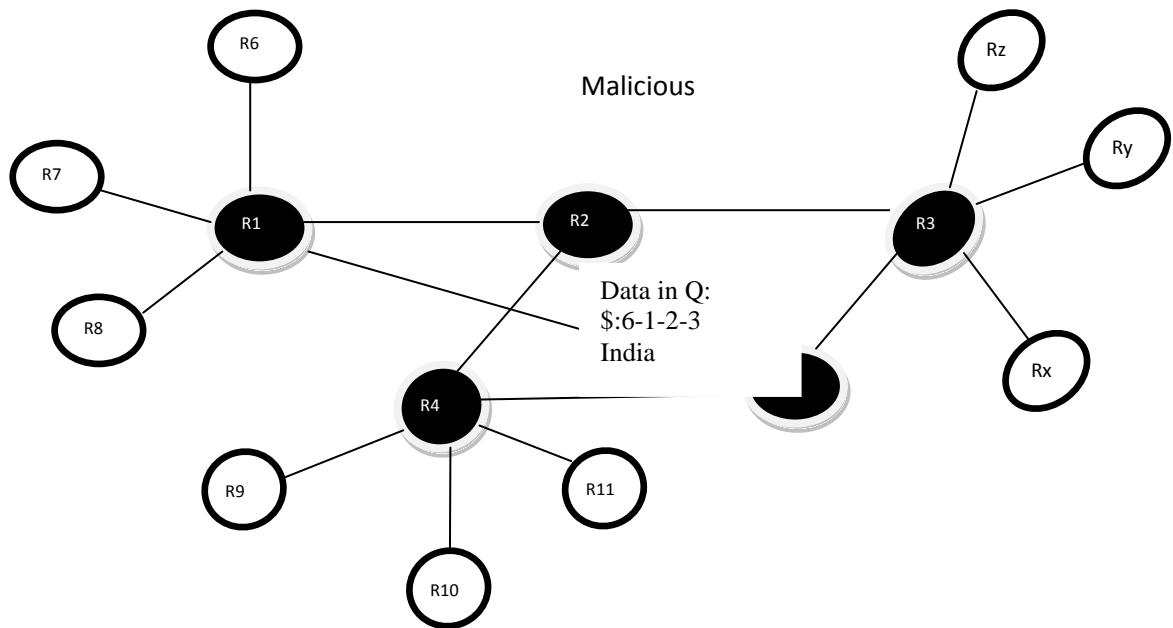 R6
Rz
Malicious
Ry
R7
R1
R2
R3
Data in Q:
$:6-1-2-3
India
R8
Rx
R4
R9
R11
R10